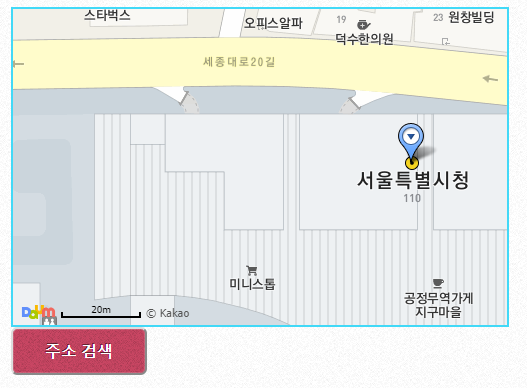 스타벅스
오피스알파
19
덕수한의원
23
원창빌딩
세종대로20길
서울특별시청
110
미니스톱
공정무역가게
지구마을
Daum
20m
© Kakao
주소 검색